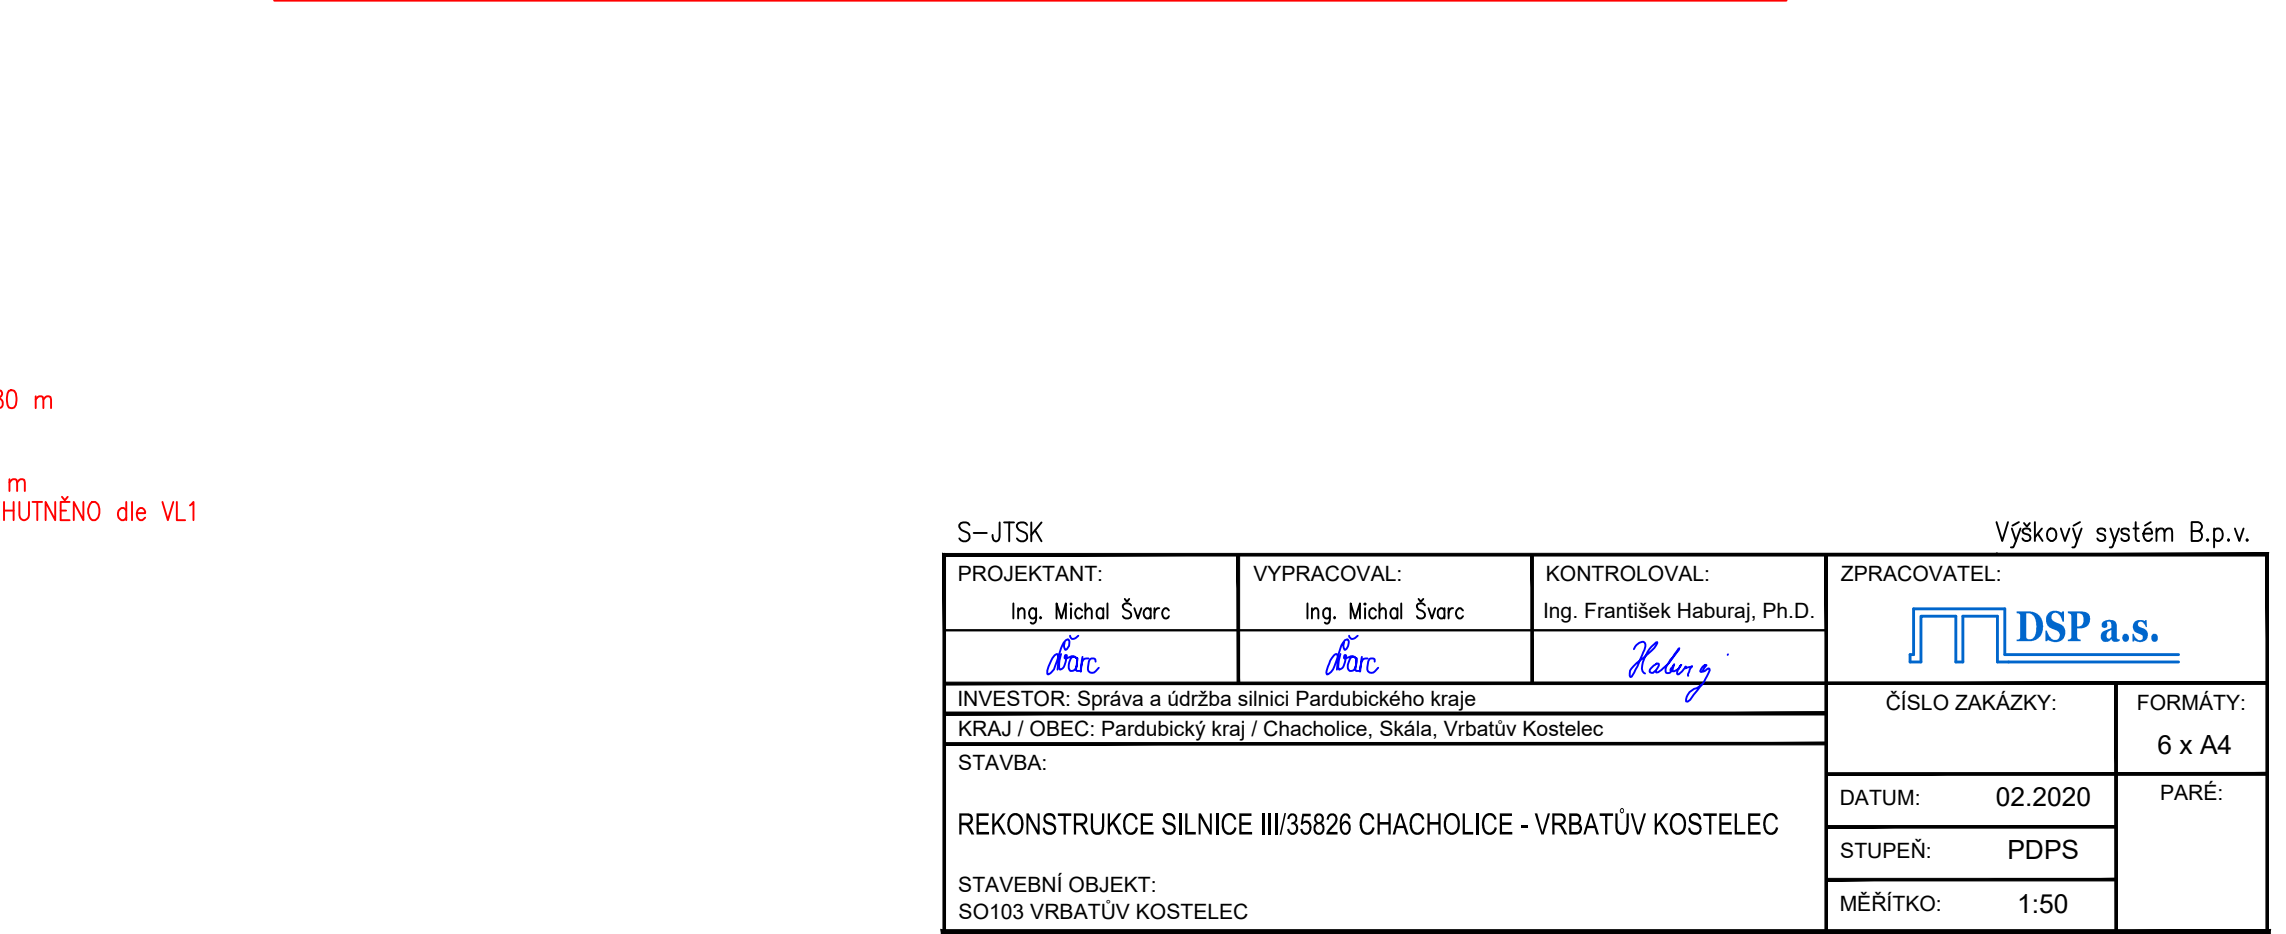 80 m
m
HUTNĚNO dle VL1
S-JTSK
Výškový systém B.p.v.
PROJEKTANT:
Ing. Michal Švarc
Švarc
VYPRACOVAL:
Ing. Michal Švarc
Švarc
KONTROLOVAL:
Ing. František Haburaj, Ph.D.
Haburaj
ZPRACOVATEL:
DSP a.s.
INVESTOR: Správa a údržba silnici Pardubického kraje
KRAJ / OBEC: Pardubický kraj / Chacholice, Skála, Vrbatův Kostelec
STAVBA:
REKONSTRUKCE SILNICE III/35826 CHACHOLICE - VRBATŮV KOSTELEC
STAVEBNÍ OBJEKT:
SO103 VRBATŮV KOSTELEC
ČÍSLO ZAKÁZKY:
FORMÁTY:
6 x A4
DATUM: 02.2020
PARÉ:
STUPEŇ: PDPS
MĚŘÍTKO: 1:50